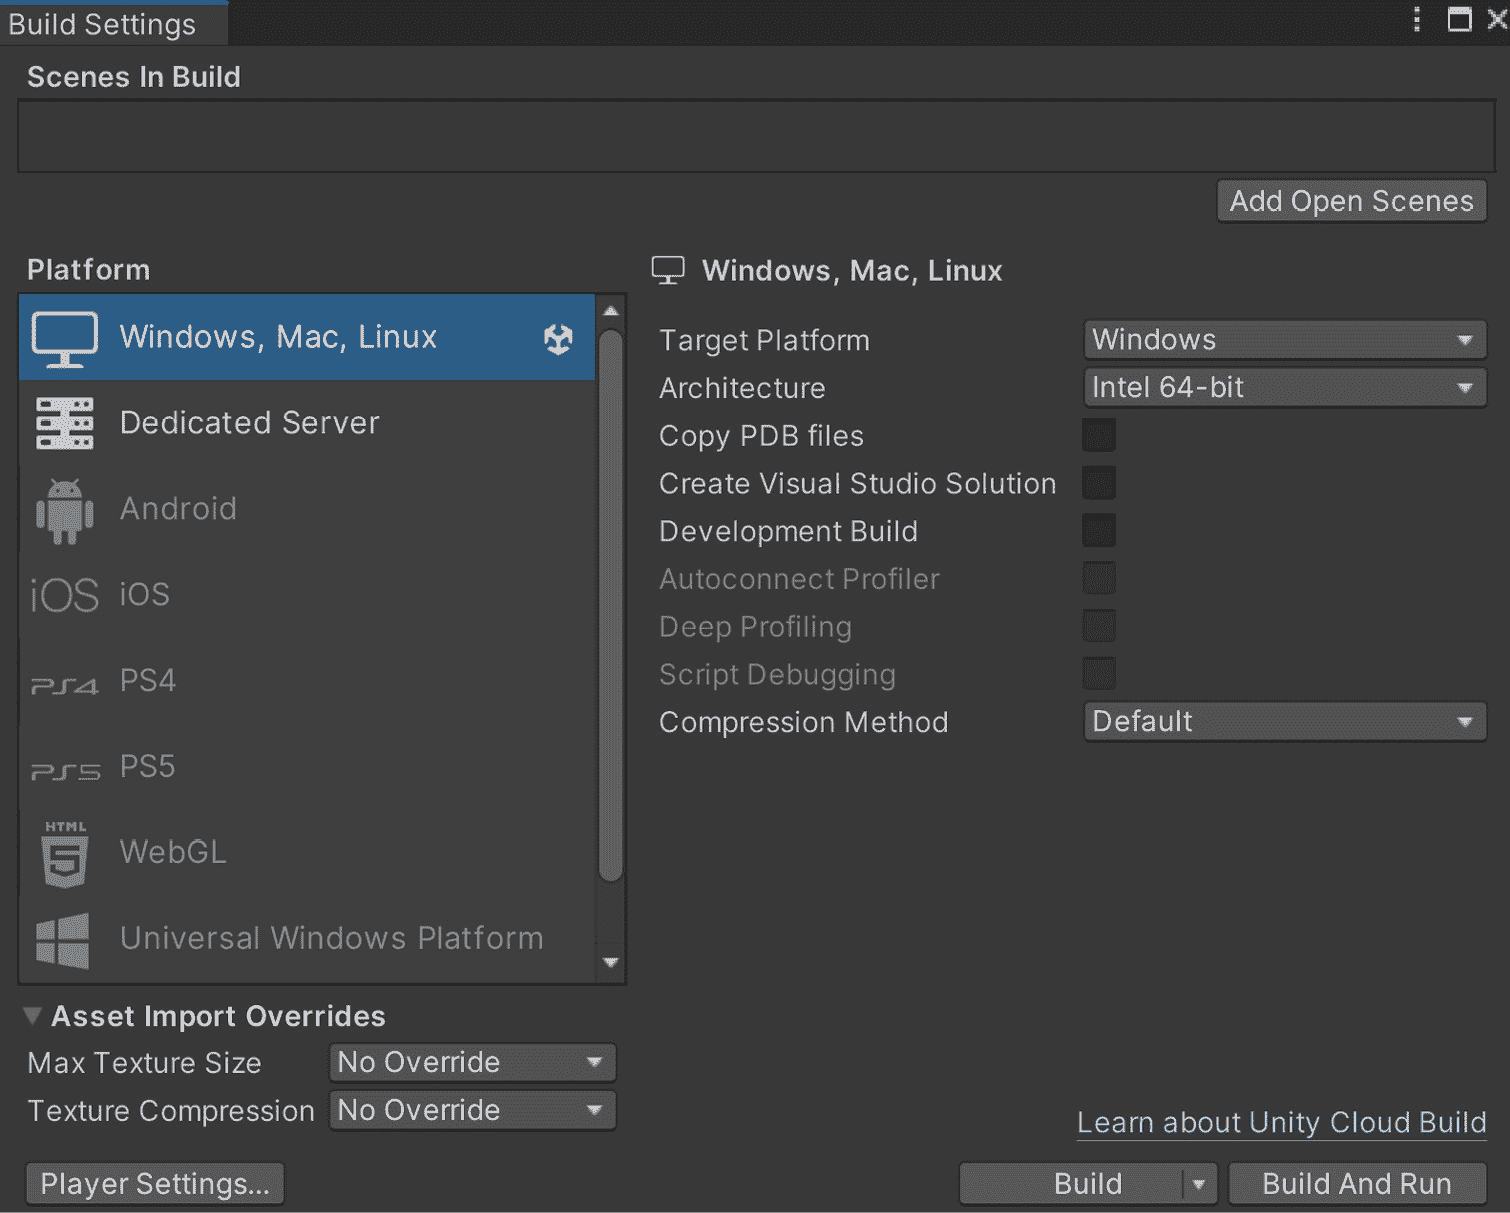 Build Settings
Scenes In Build
Add Open Scenes
Platform
Windows, Mac, Linux
Dedicated Server
Android
iOS iOS
PS4 PS4
PS5 PS5
HTML
5 WebGL
Universal Windows Platform
Windows, Mac, Linux
Target Platform Windows
Architecture Intel 64-bit
Copy PDB files
Create Visual Studio Solution
Development Build
Autoconnect Profiler
Deep Profiling
Script Debugging
Compression Method Default
Asset Import Overrides
Max Texture Size No Override
Texture Compression No Override
Learn about Unity Cloud Build
Player Settings... Build Build And Run